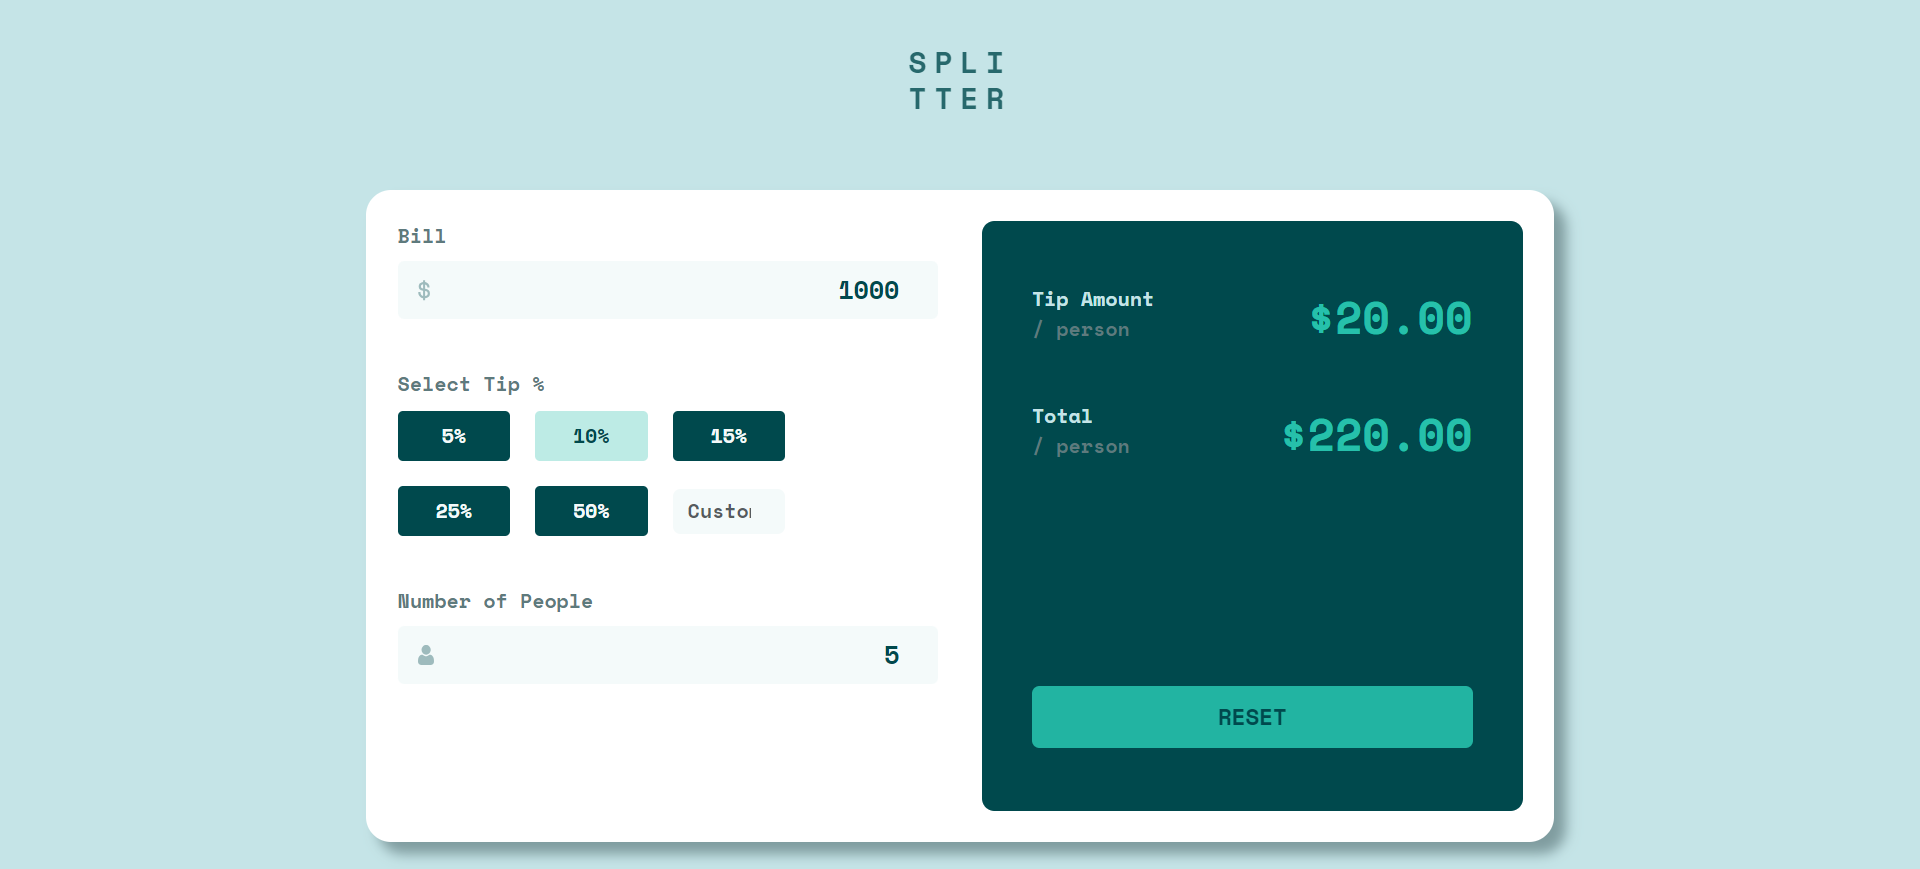 SPLI
TTER
Bill
$ 1000
Select Tip %
5% 10% 15%
25% 50% Custo
Number of People
5
Tip Amount
/ person
$20.00
Total
/ person
$220.00
RESET